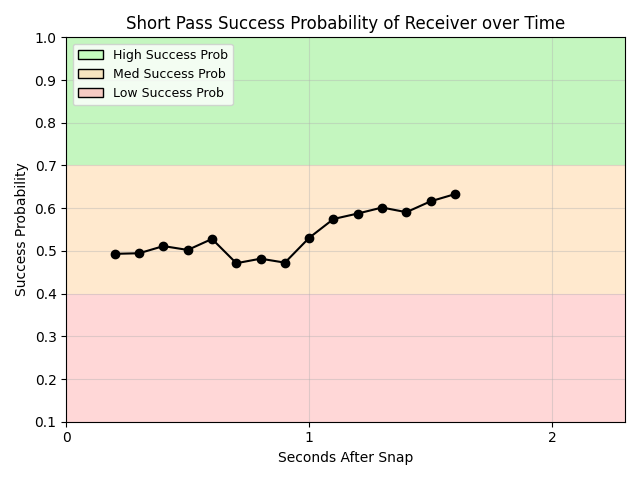 Short Pass Success Probability of Receiver over Time
High Success Prob
Med Success Prob
Low Success Prob
1.0
0.9
0.8
0.7
0.6
0.5
0.4
0.3
0.2
0.1
Success Probability
0 1 2
Seconds After Snap